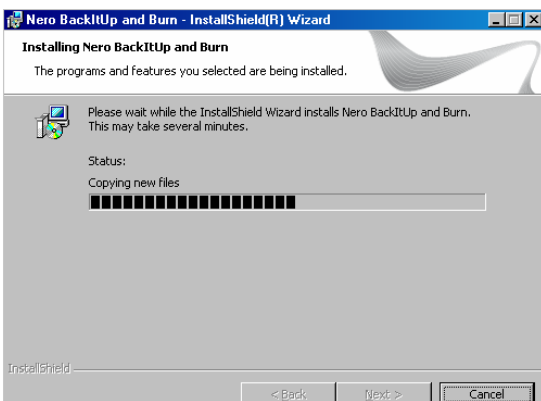 Nero BackItUp and Burn - InstallShield(R) Wizard
Installing Nero BackItUp and Burn
The programs and features you selected are being installed.
Please wait while the InstallShield Wizard installs Nero BackItUp and Burn.
This may take several minutes.
Status:
Copying new files
InstallShield
< Back Next > Cancel